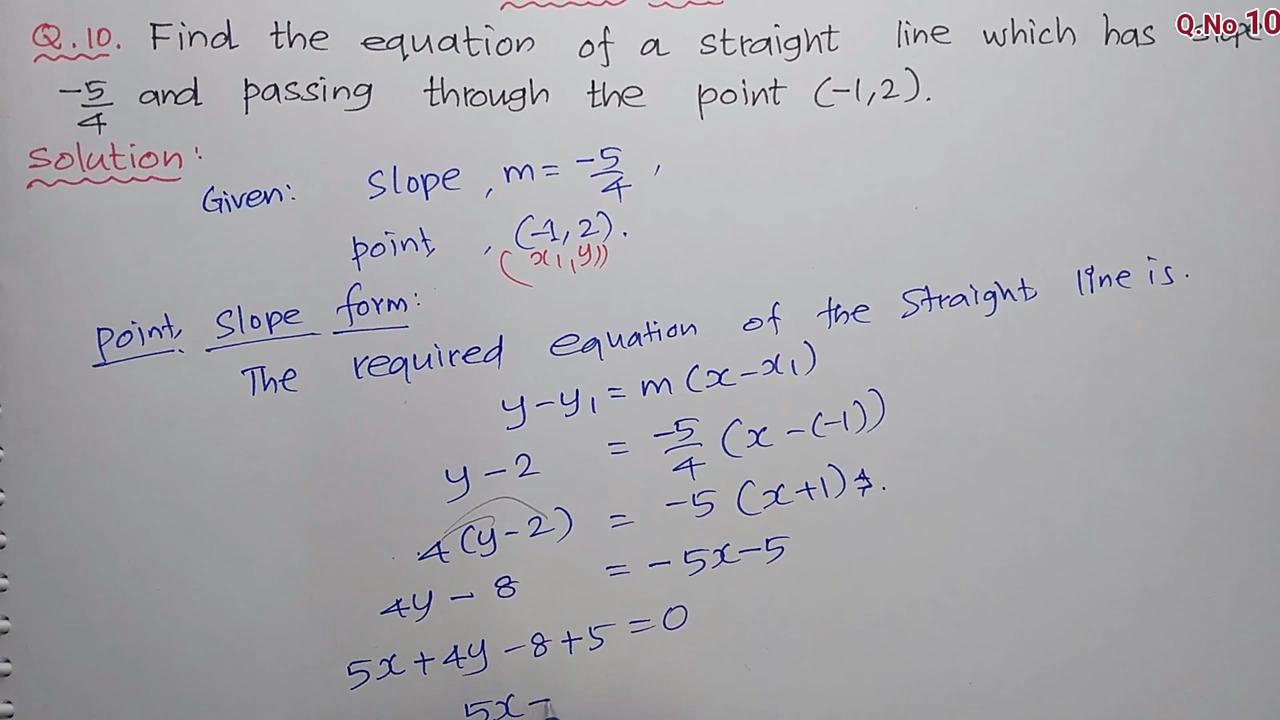 Q.No.10
Q.10. Find the equation of a straight line which has slope
-5/4 and passing through the point (-1,2).
Solution:
Given: Slope, m = -5/4,
point, (-1,2).
(x₁,y₁)
Point Slope form:
The required equation of the Straight line is.
y-y₁ = m(x-x₁)
y-2 = -5/4 (x-(-1))
4(y-2) = -5(x+1)
4y-8 = -5x-5
5x+4y-8+5=0
5x